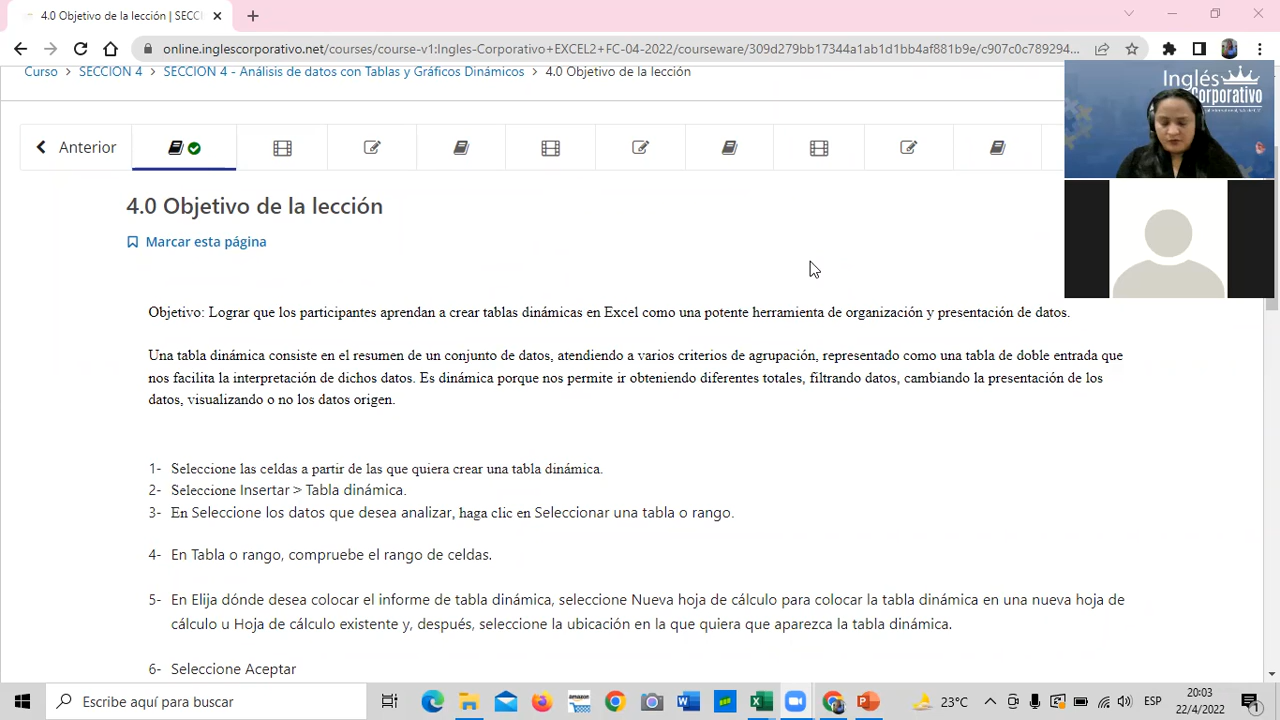 4.0 Objetivo de la lección | SECCI
online.inglescorporativo.net/courses/course-v1:Ingles-Corporativo+EXCEL2+FC-04-2022/courseware/309d279bb17344a1ab1d1bb4af881b9e/c907c0c789294...
Curso > SECCION 4 > SECCION 4 - Análisis de datos con Tablas y Gráficos Dinámicos > 4.0 Objetivo de la lección
Inglés
Corporativo
Anterior
4.0 Objetivo de la lección
Marcar esta página
Objetivo: Lograr que los participantes aprendan a crear tablas dinámicas en Excel como una potente herramienta de organización y presentación de datos.
Una tabla dinámica consiste en el resumen de un conjunto de datos, atendiendo a varios criterios de agrupación, representado como una tabla de doble entrada que
nos facilita la interpretación de dichos datos. Es dinámica porque nos permite ir obteniendo diferentes totales, filtrando datos, cambiando la presentación de los
datos, visualizando o no los datos origen.
1- Seleccione las celdas a partir de las que quiera crear una tabla dinámica.
2- Seleccione Insertar > Tabla dinámica.
3- En Seleccione los datos que desea analizar, haga clic en Seleccionar una tabla o rango.
4- En Tabla o rango, compruebe el rango de celdas.
5- En Elija dónde desea colocar el informe de tabla dinámica, seleccione Nueva hoja de cálculo para colocar la tabla dinámica en una nueva hoja de
cálculo u Hoja de cálculo existente y, después, seleccione la ubicación en la que quiera que aparezca la tabla dinámica.
6- Seleccione Aceptar
Escribe aquí para buscar
amazon
23°C
ESP
20:03
22/4/2022